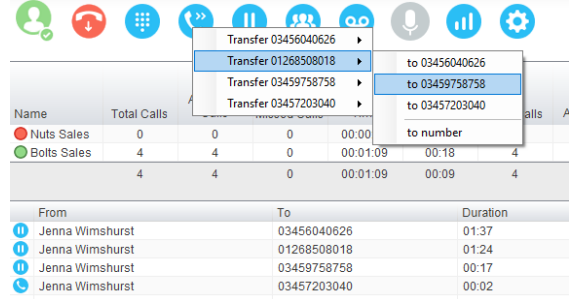 Transfer 03456040626
Transfer 01268508018
Transfer 03459758758
Transfer 03457203040
to 03456040626
to 03459758758
to 03457203040
to number
Name Total Calls Calls Missed Calls alls A
Nuts Sales 0 0 0 00:00
Bolts Sales 4 4 0 00:01:09 00:18 4
4 4 0 00:01:09 00:09 4
From To Duration
Jenna Wimshurst 03456040626 01:37
Jenna Wimshurst 01268508018 01:24
Jenna Wimshurst 03459758758 00:17
Jenna Wimshurst 03457203040 00:02